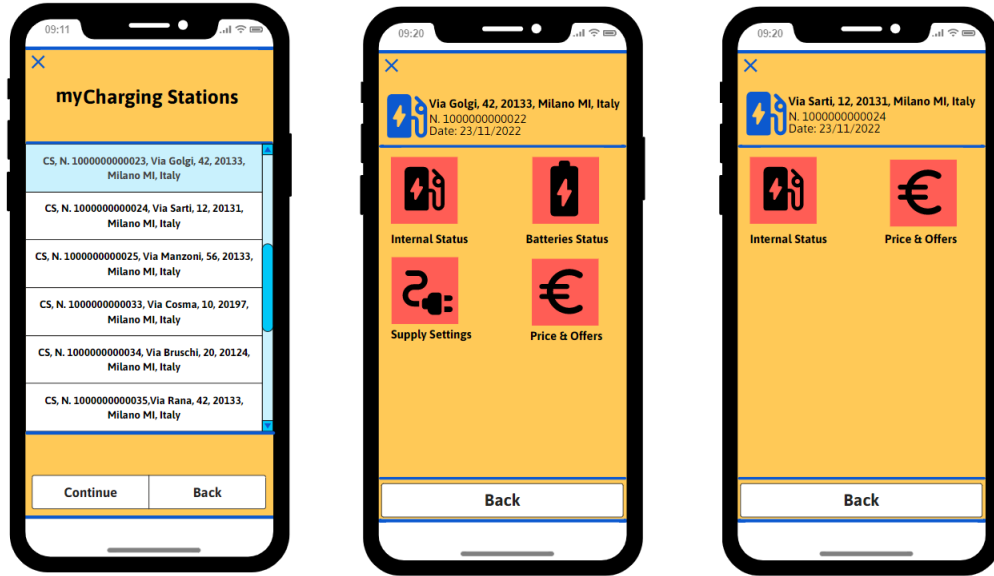 09:11
myCharging Stations
CS, N. 1000000000023, Via Golgi, 42, 20133,
Milano MI, Italy
CS, N. 1000000000024, Via Sarti, 12, 20131,
Milano MI, Italy
CS, N. 1000000000025, Via Manzoni, 56, 20133,
Milano MI, Italy
CS, N. 1000000000033, Via Cosma, 10, 20197,
Milano MI, Italy
CS, N. 1000000000034, Via Bruschi, 20, 20124,
Milano MI, Italy
CS, N. 1000000000035,Via Rana, 42, 20133,
Milano MI, Italy
Continue
Back
09:20
Via Golgi, 42, 20133, Milano MI, Italy
N. 1000000000022
Date: 23/11/2022
Internal Status
Batteries Status
Supply Settings
Price & Offers
Back
09:20
Via Sarti, 12, 20131, Milano MI, Italy
N. 1000000000024
Date: 23/11/2022
Internal Status
Price & Offers
Back